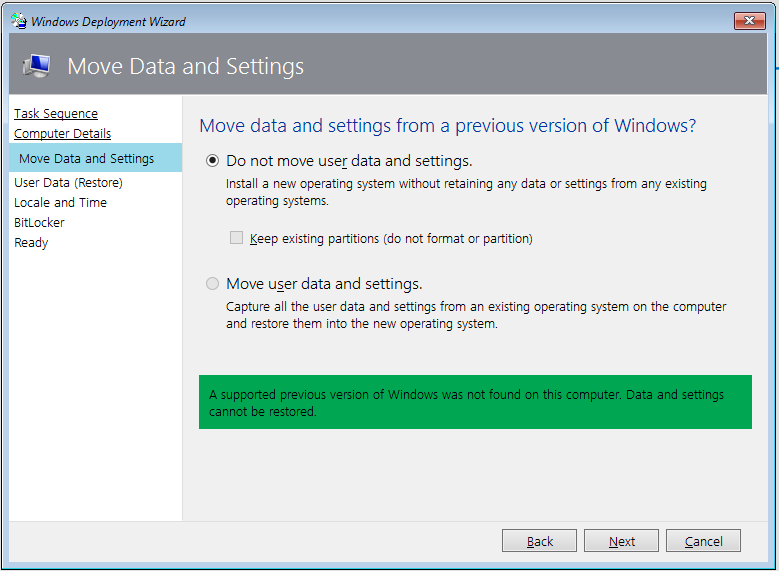 Windows Deployment Wizard
Move Data and Settings
Task Sequence
Computer Details
Move Data and Settings
User Data (Restore)
Locale and Time
BitLocker
Ready
Move data and settings from a previous version of Windows?
Do not move user data and settings.
Install a new operating system without retaining any data or settings from any existing
operating systems.
Keep existing partitions (do not format or partition)
Move user data and settings.
Capture all the user data and settings from an existing operating system on the computer
and restore them into the new operating system.
A supported previous version of Windows was not found on this computer. Data and settings
cannot be restored.
Back Next Cancel